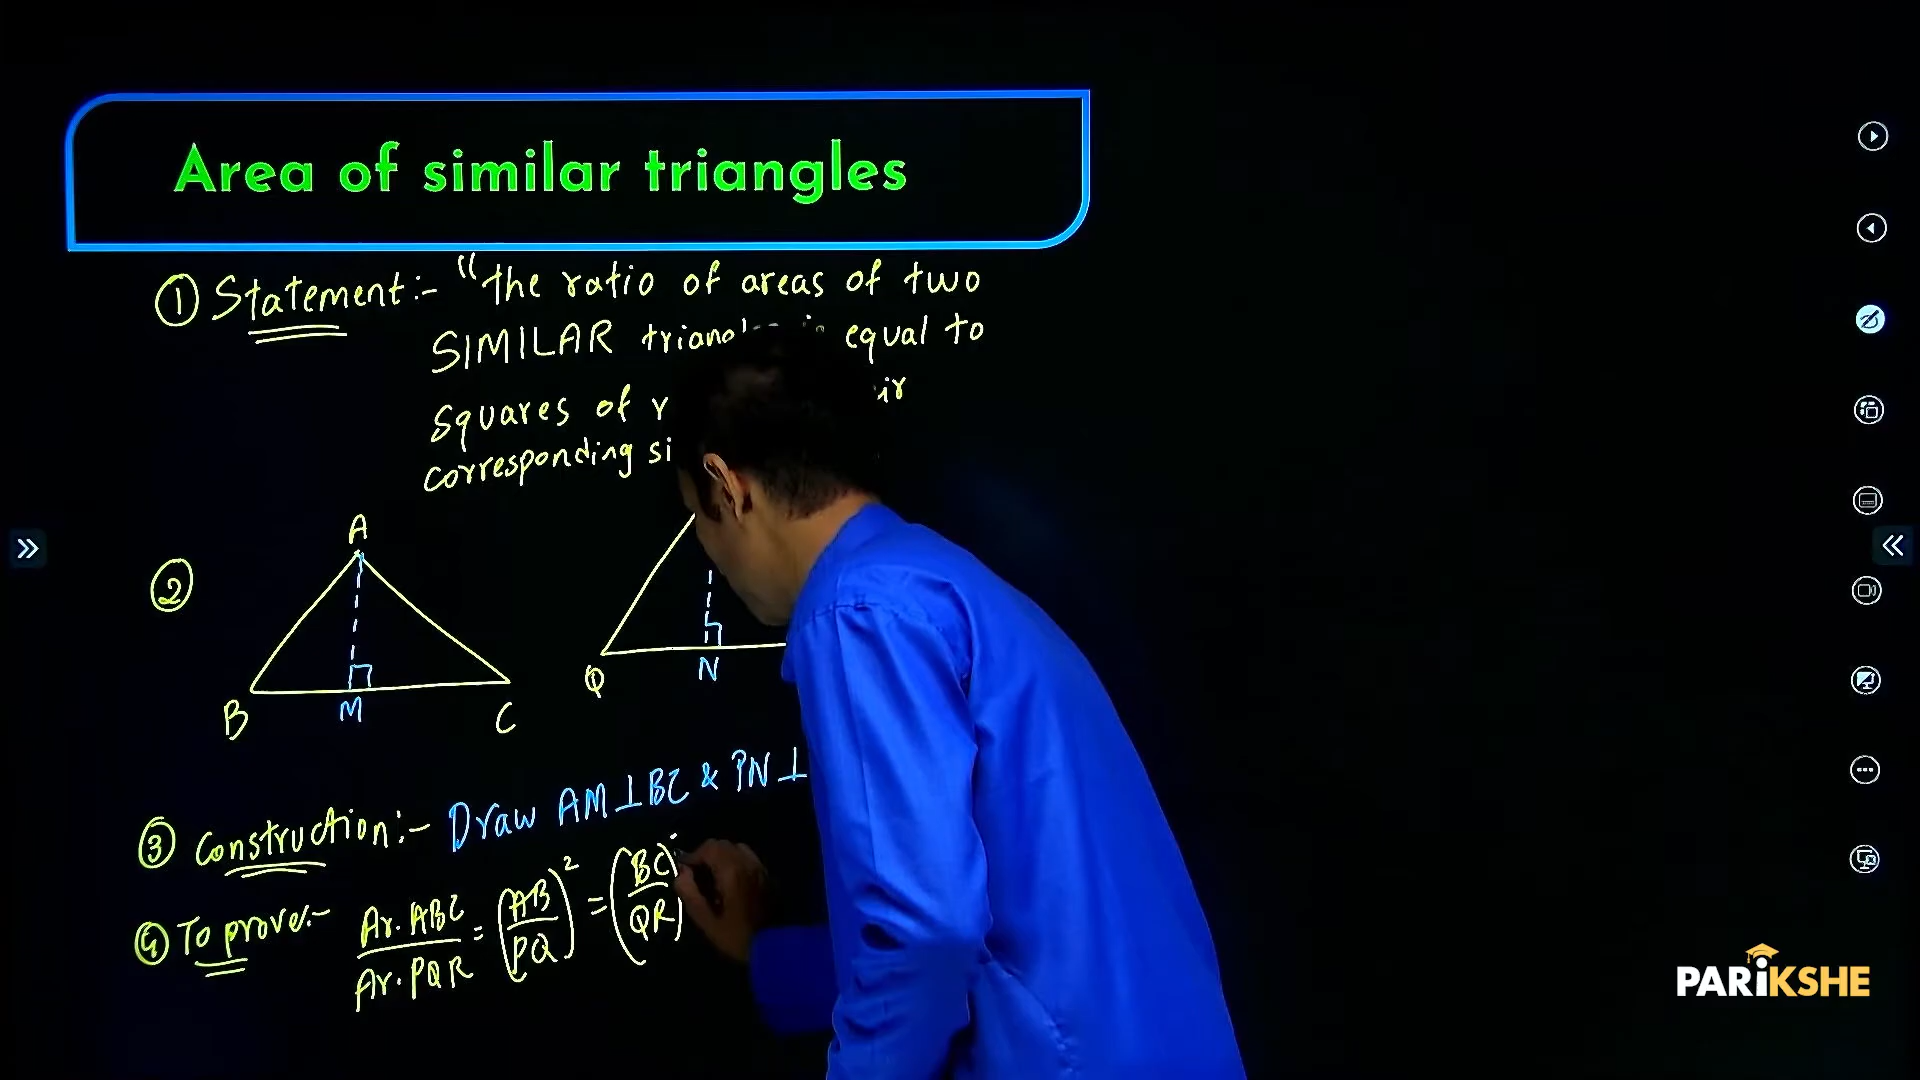 Area of similar triangles
① Statement:- "the ratio of areas of two
SIMILAR equal to
squares of
corresponding
②
A
B
M
C
Q
N
③ Construction:- Draw AM⊥BC & PN⊥
④ To prove:- Ar.ABC/Ar.PQR = (AB/PQ)² = (BC/QR)
PARiKSHE